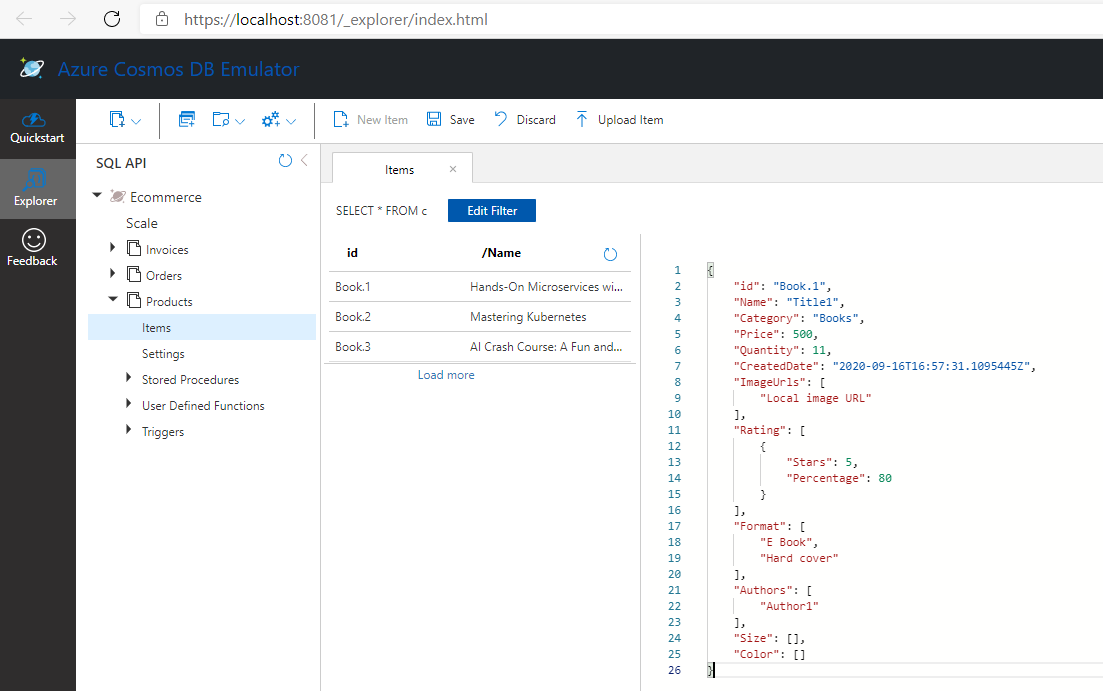 https://localhost:8081/_explorer/index.html
Azure Cosmos DB Emulator
Quickstart
Explorer
Feedback
New Item
Save
Discard
Upload Item
SQL API
Ecommerce
Scale
Invoices
Orders
Products
Items
Settings
Stored Procedures
User Defined Functions
Triggers
Items
SELECT * FROM c
Edit Filter
id /Name
Book.1 Hands-On Microservices wi...
Book.2 Mastering Kubernetes
Book.3 AI Crash Course: A Fun and...
Load more
1 {
2 "id": "Book.1",
3 "Name": "Title1",
4 "Category": "Books",
5 "Price": 500,
6 "Quantity": 11,
7 "CreatedDate": "2020-09-16T16:57:31.1095445Z",
8 "ImageUrls": [
9 "Local image URL"
10 ],
11 "Rating": [
12 {
13 "Stars": 5,
14 "Percentage": 80
15 }
16 ],
17 "Format": [
18 "E Book",
19 "Hard cover"
20 ],
21 "Authors": [
22 "Author1"
23 ],
24 "Size": [],
25 "Color": []
26 }